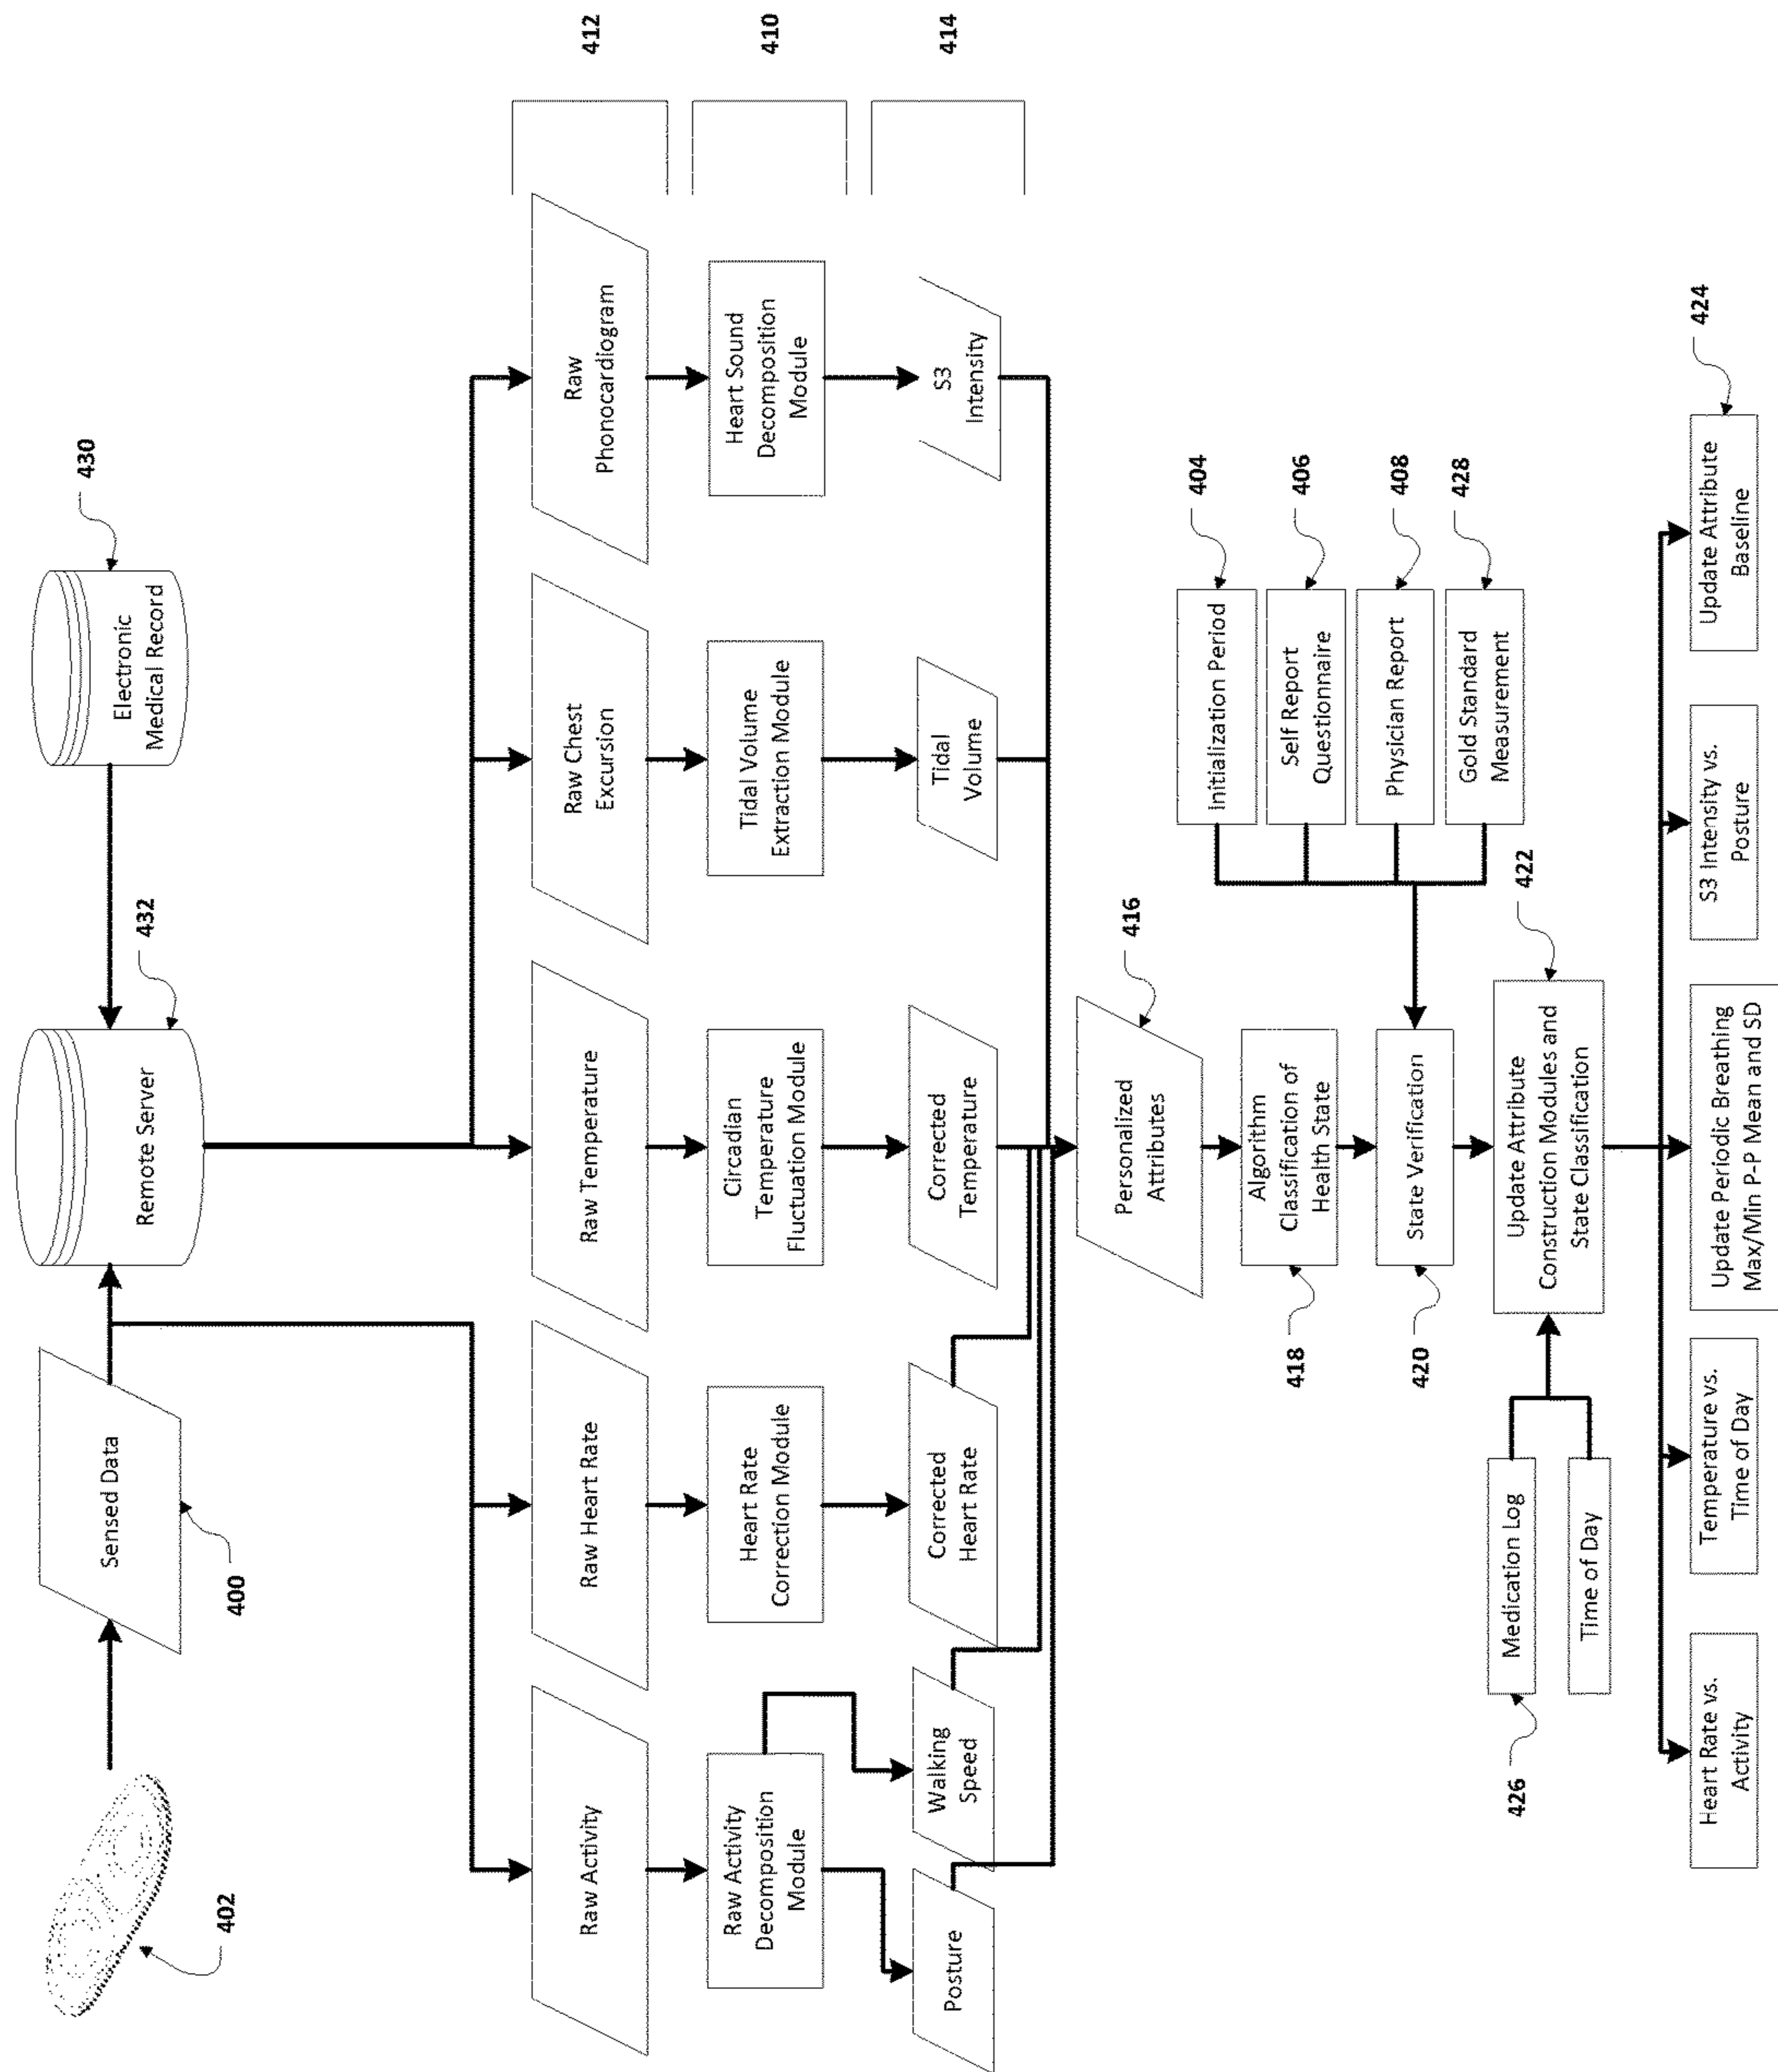 402
Sensed Data
400
Remote Server
432
Electronic
Medical Record
430
Raw Activity
Raw Heart Rate
Raw Temperature
Raw Chest
Excursion
Raw
Phonocardiogram
412
Raw Activity
Decomposition
Module
Heart Rate
Correction Module
Circadian
Temperature
Fluctuation Module
Tidal Volume
Extraction Module
Heart Sound
Decomposition
Module
410
Posture
Walking
Speed
Corrected
Heart Rate
Corrected
Temperature
Tidal
Volume
S3
Intensity
414
Personalized
Attributes
416
Algorithm
Classification of
Health State
418
State Verification
420
Initialization Period
404
Self Report
Questionnaire
406
Physician Report
408
Gold Standard
Measurement
428
Medication Log
426
Time of Day
Update Attribute
Construction Modules and
State Classification
422
Heart Rate vs.
Activity
Temperature vs.
Time of Day
Update Periodic Breathing
Max/Min P-P Mean and SD
S3 Intensity vs.
Posture
Update Attribute
Baseline
424